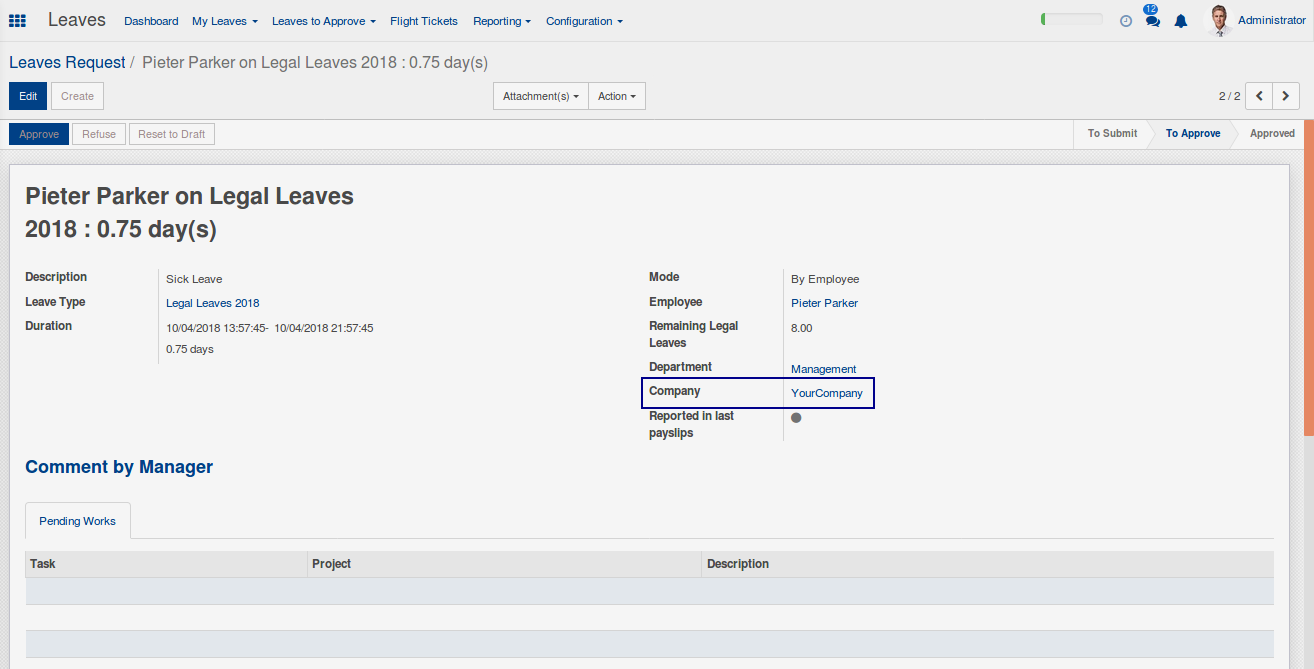 Leaves Dashboard My Leaves Leaves to Approve Flight Tickets Reporting Configuration 12 Administrator
Leaves Request / Pieter Parker on Legal Leaves 2018 : 0.75 day(s)
Edit Create Attachment(s) Action 2 / 2
Approve Refuse Reset to Draft To Submit To Approve Approved
Pieter Parker on Legal Leaves
2018 : 0.75 day(s)
Description Sick Leave
Leave Type Legal Leaves 2018
Duration 10/04/2018 13:57:45- 10/04/2018 21:57:45
0.75 days
Mode By Employee
Employee Pieter Parker
Remaining Legal 8.00
Leaves
Department Management
Company YourCompany
Reported in last
payslips
Comment by Manager
Pending Works
Task Project Description